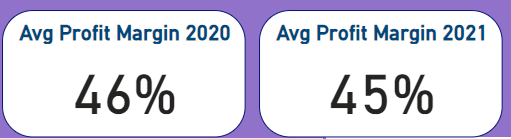 Avg Profit Margin 2020
46%
Avg Profit Margin 2021
45%